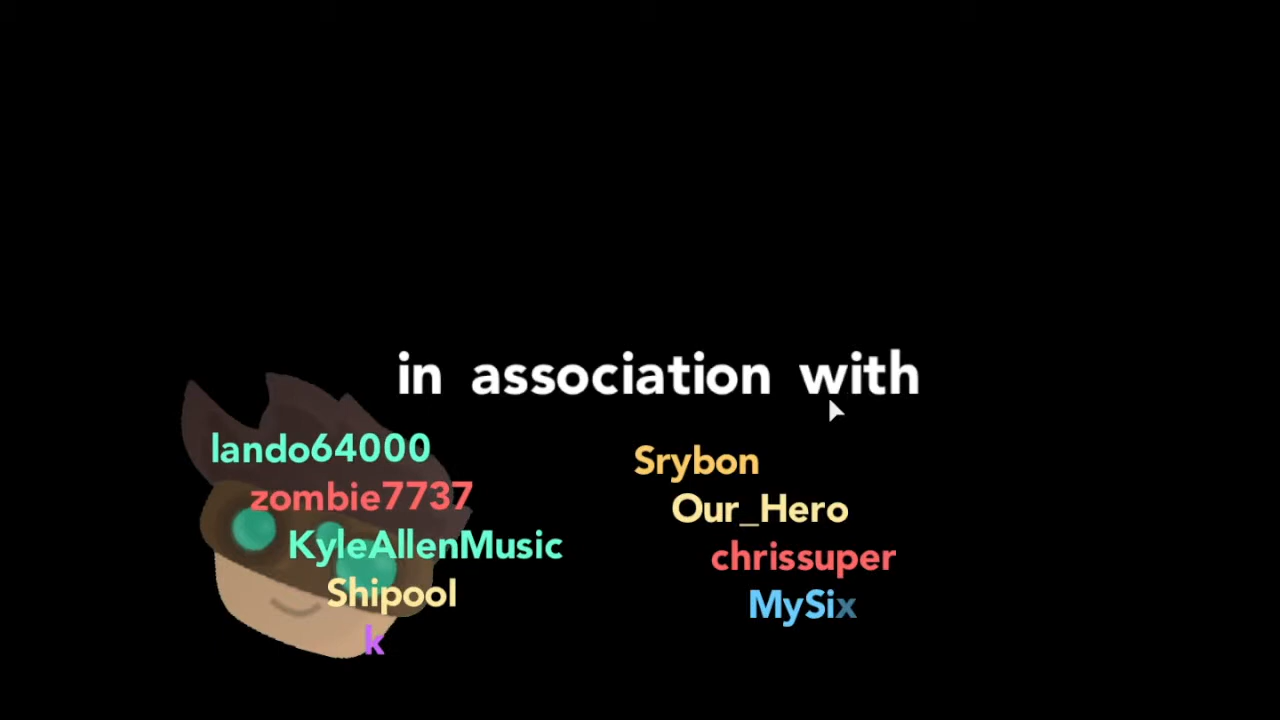 in association with
lando64000
zombie7737
KyleAllenMusic
Shipool
k
Srybon
Our_Hero
chrissuper
MySix